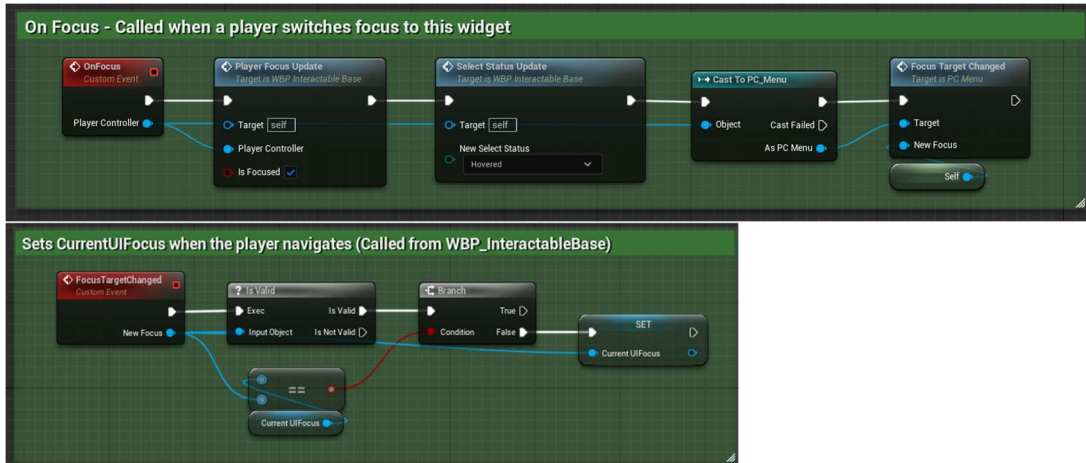 On Focus - Called when a player switches focus to this widget
OnFocus
Custom Event
Player Controller
Player Focus Update
Target is WBP Interactable Base
Target self
Player Controller
Is Focused
Select Status Update
Target is WBP Interactable Base
Target self
New Select Status
Hovered
Cast To PC_Menu
Object Cast Failed
As PC Menu
Focus Target Changed
Target is PC Menu
Target
New Focus
Self
Sets CurrentUIFocus when the player navigates (Called from WBP_InteractableBase)
FocusTargetChanged
Custom Event
New Focus
? Is Valid
Exec Is Valid
Input Object Is Not Valid
Branch
True
Condition False
SET
Current UIFocus
==
Current UIFocus